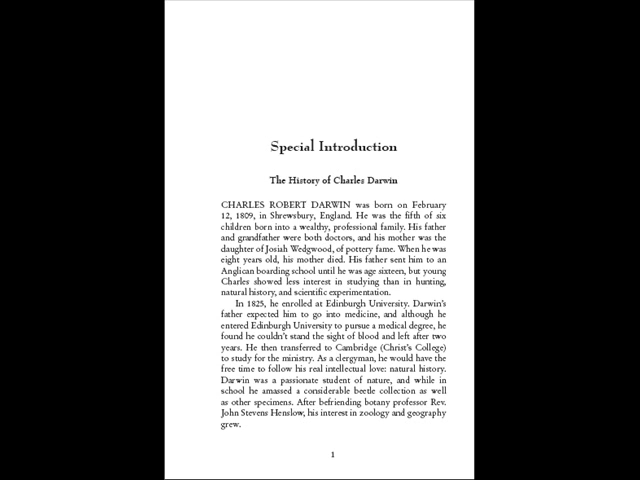 Special Introduction
The History of Charles Darwin
CHARLES ROBERT DARWIN was born on February
12, 1809, in Shrewsbury, England. He was the fifth of six
children born into a wealthy, professional family. His father
and grandfather were both doctors, and his mother was the
daughter of Josiah Wedgwood, of pottery fame. When he was
eight years old, his mother died. His father sent him to an
Anglican boarding school until he was age sixteen, but young
Charles showed less interest in studying than in hunting,
natural history, and scientific experimentation.
In 1825, he enrolled at Edinburgh University. Darwin's
father expected him to go into medicine, and although he
entered Edinburgh University to pursue a medical degree, he
found he couldn't stand the sight of blood and left after two
years. He then transferred to Cambridge (Christ's College)
to study for the ministry. As a clergyman, he would have the
free time to follow his real intellectual love: natural history.
Darwin was a passionate student of nature, and while in
school he amassed a considerable beetle collection as well
as other specimens. After befriending botany professor Rev.
John Stevens Henslow, his interest in zoology and geography
grew.
1